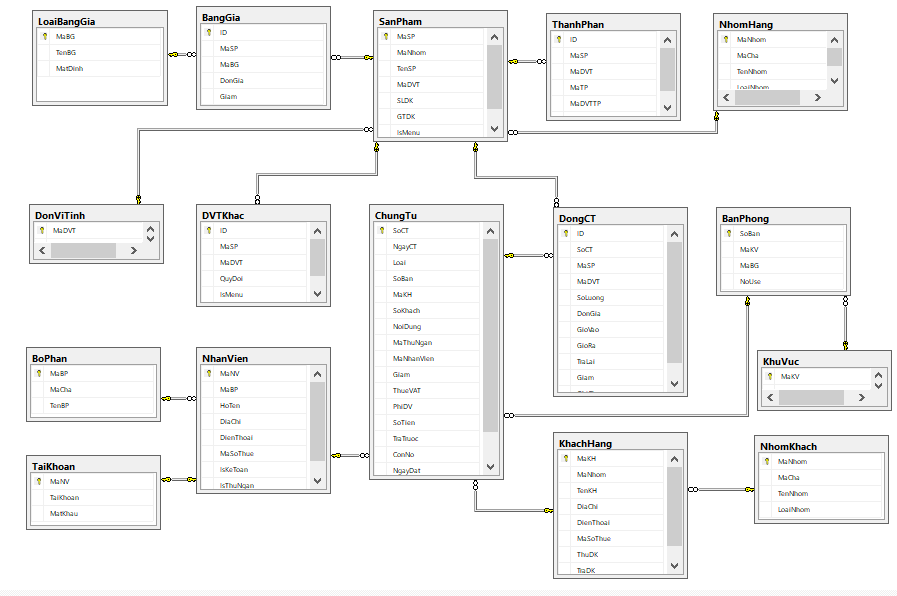 LoaiBangGia
MaBG
TenBG
MatDinh
BangGia
ID
MaSP
MaBG
DonGia
Giam
SanPham
MaSP
MaNhom
TenSP
MaDVT
SLDK
GTDK
IsMenu
ThanhPhan
ID
MaSP
MaDVT
MaTP
MaDVTTP
NhomHang
MaNhom
MaCha
TenNhom
LoaiNhom
DonViTinh
MaDVT
DVTKhac
ID
MaSP
MaDVT
QuyDoi
IsMenu
ChungTu
SoCT
NgayCT
Loai
SoBan
MaKH
SoKhach
NoiDung
MaThuNgan
MaNhanVien
Giam
ThueVAT
PhiDV
SoTien
TraTruoc
ConNo
NgayDat
DongCT
ID
SoCT
MaSP
MaDVT
SoLuong
DonGia
GioVao
GioRa
TraLai
Giam
BanPhong
SoBan
MaKV
MaBG
NoUse
BoPhan
MaBP
MaCha
TenBP
NhanVien
MaNV
MaBP
HoTen
DiaChi
DienThoai
MaSoThue
IsKeToan
IsThuNgan
KhuVuc
MaKV
TaiKhoan
MaNV
TaiKhoan
MatKhau
KhachHang
MaKH
MaNhom
TenKH
DiaChi
DienThoai
MaSoThue
ThuDK
TraDK
NhomKhach
MaNhom
MaCha
TenNhom
LoaiNhom